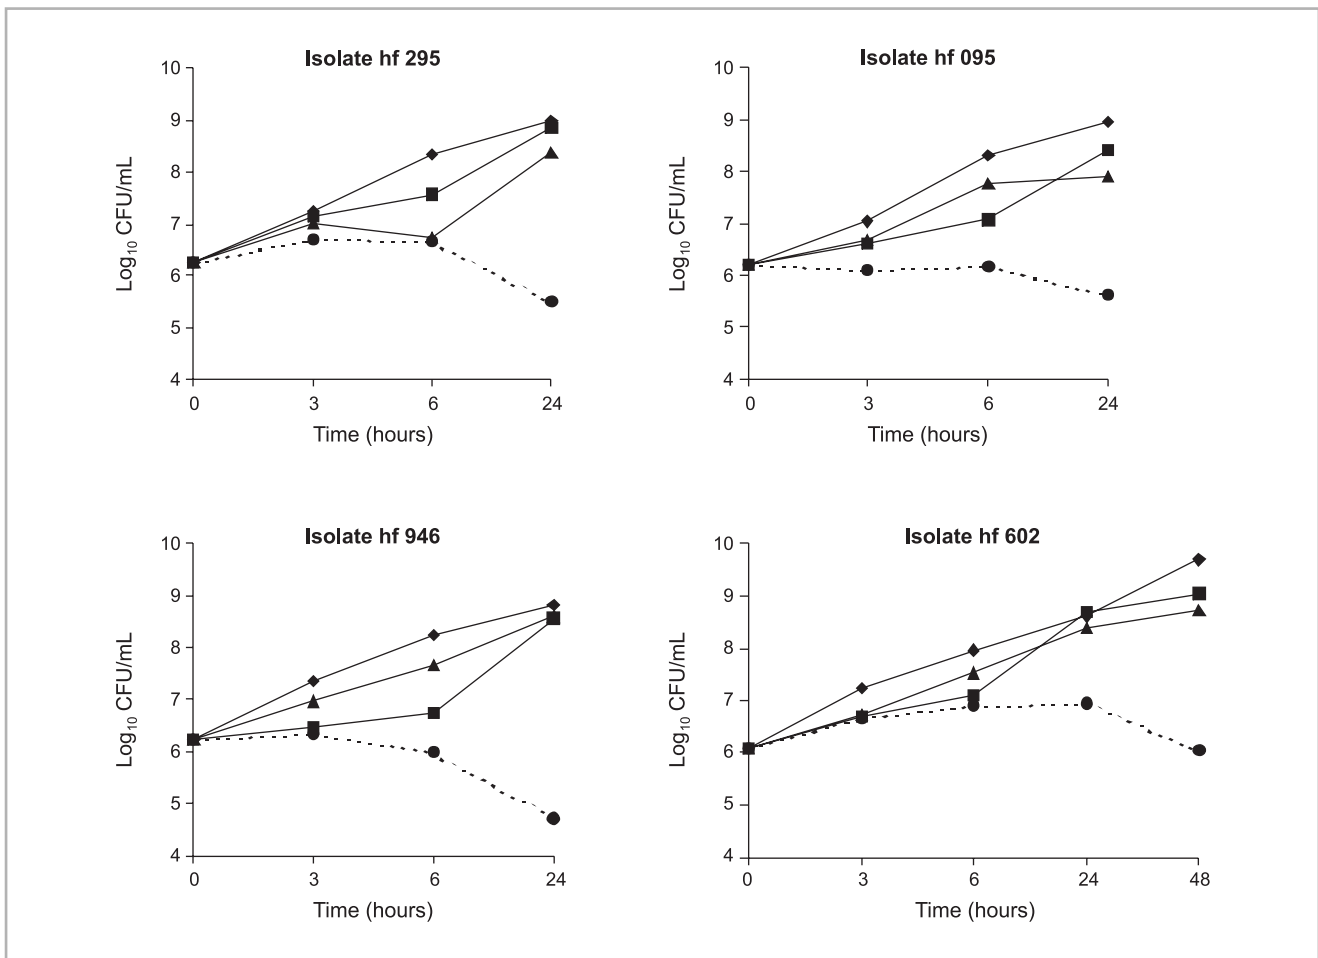 Isolate hf 295
10
9
8
7
6
5
4
Log10 CFU/mL
0 3 6 24
Time (hours)
Isolate hf 095
10
9
8
7
6
5
4
Log10 CFU/mL
0 3 6 24
Time (hours)
Isolate hf 946
10
9
8
7
6
5
4
Log10 CFU/mL
0 3 6 24
Time (hours)
Isolate hf 602
10
9
8
7
6
5
4
Log10 CFU/mL
0 3 6 24 48
Time (hours)